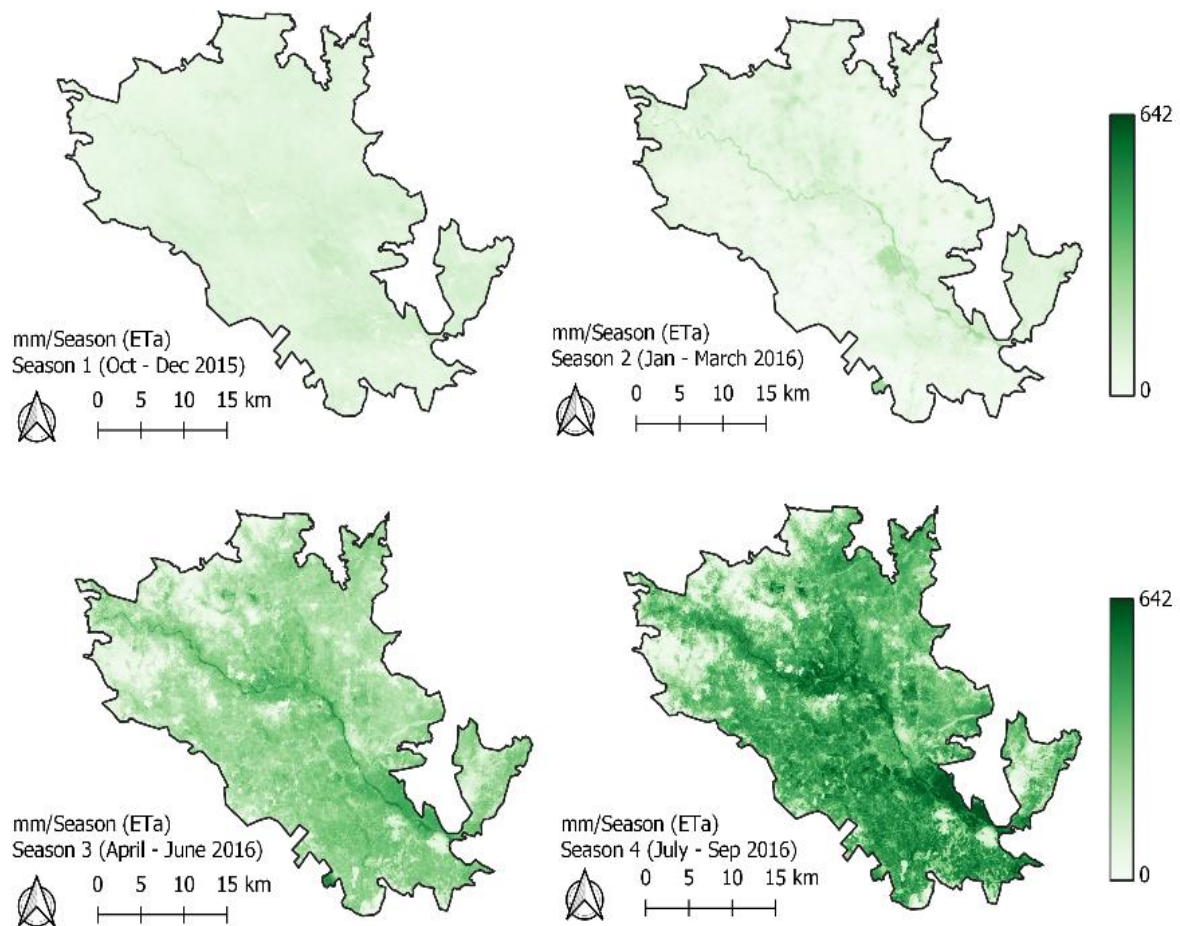 642
0
mm/Season (ETa)
Season 1 (Oct - Dec 2015)
0 5 10 15 km
mm/Season (ETa)
Season 2 (Jan - March 2016)
0 5 10 15 km
642
0
mm/Season (ETa)
Season 3 (April - June 2016)
0 5 10 15 km
mm/Season (ETa)
Season 4 (July - Sep 2016)
0 5 10 15 km